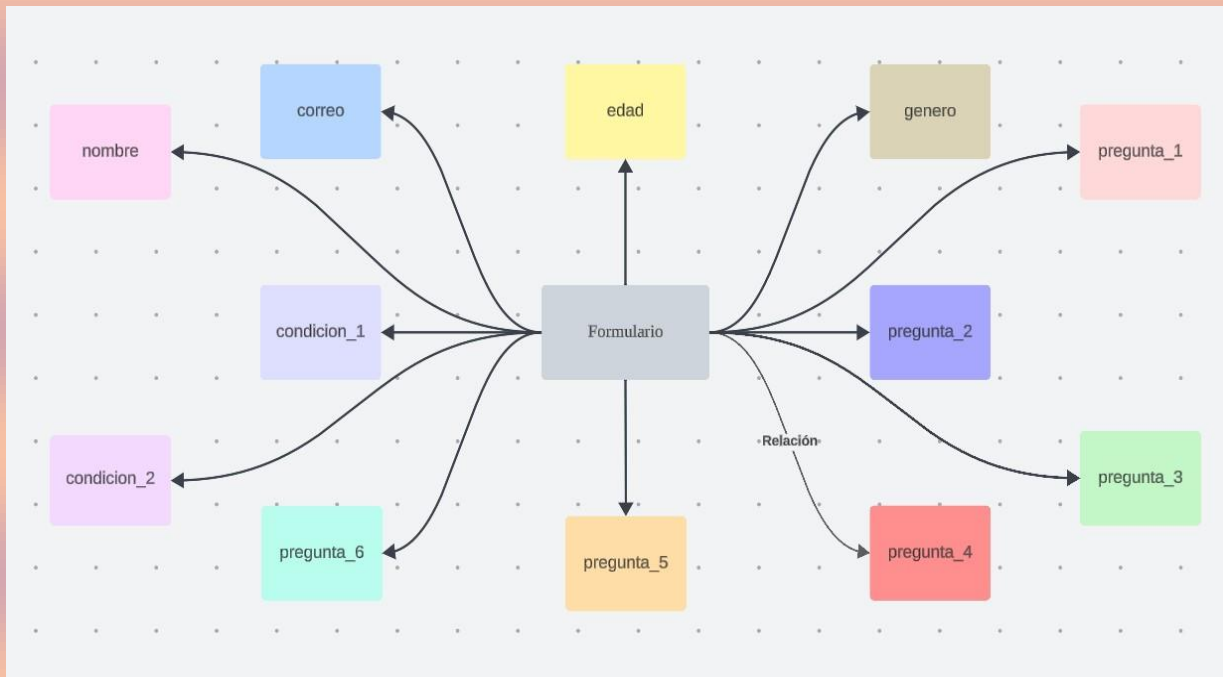 correo
edad
genero
nombre
pregunta_1
condicion_1
Formulario
pregunta_2
Relación
condicion_2
pregunta_3
pregunta_6
pregunta_5
pregunta_4